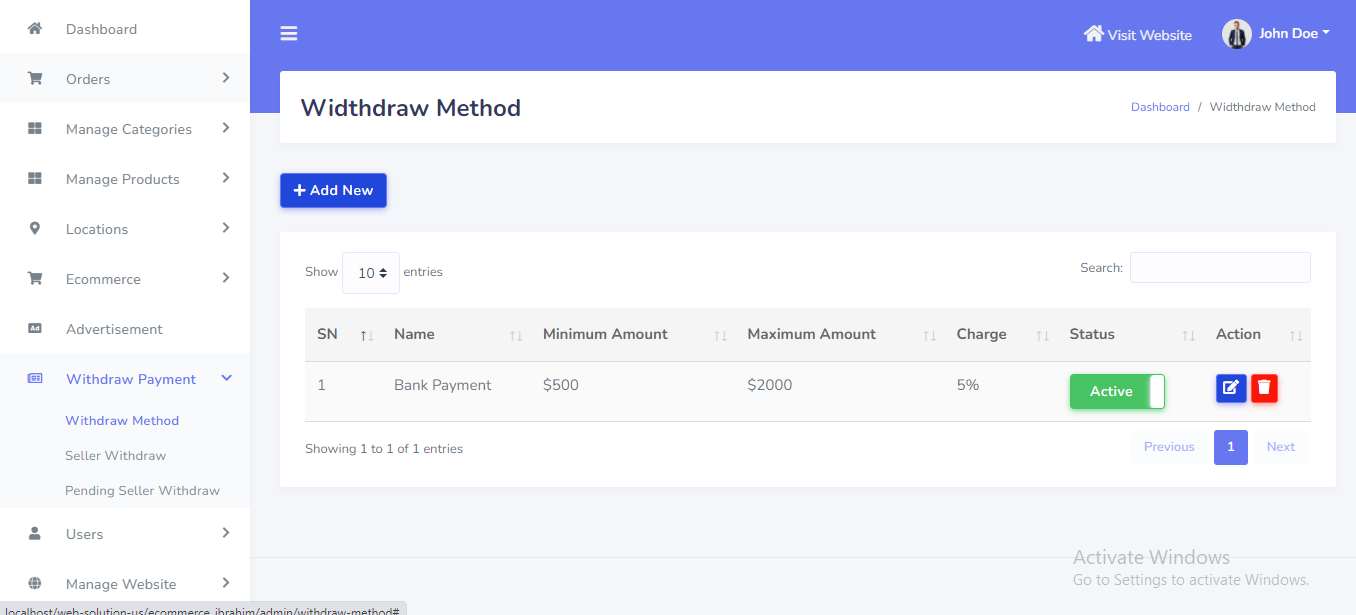 Dashboard
Orders
Manage Categories
Manage Products
Locations
Ecommerce
Ad
Advertisement
Withdraw Payment
Withdraw Method
Seller Withdraw
Pending Seller Withdraw
Users
Manage Website
Visit Website
John Doe
Widthdraw Method
Dashboard / Widthdraw Method
Add New
Show 10 entries
Search:
SN Name Minimum Amount Maximum Amount Charge Status Action
1 Bank Payment $500 $2000 5% Active
Showing 1 to 1 of 1 entries
Previous 1 Next
Activate Windows
Go to Settings to activate Windows.
localhost/web-solution-us/ecommerce_ibrahim/admin/withdraw-method#